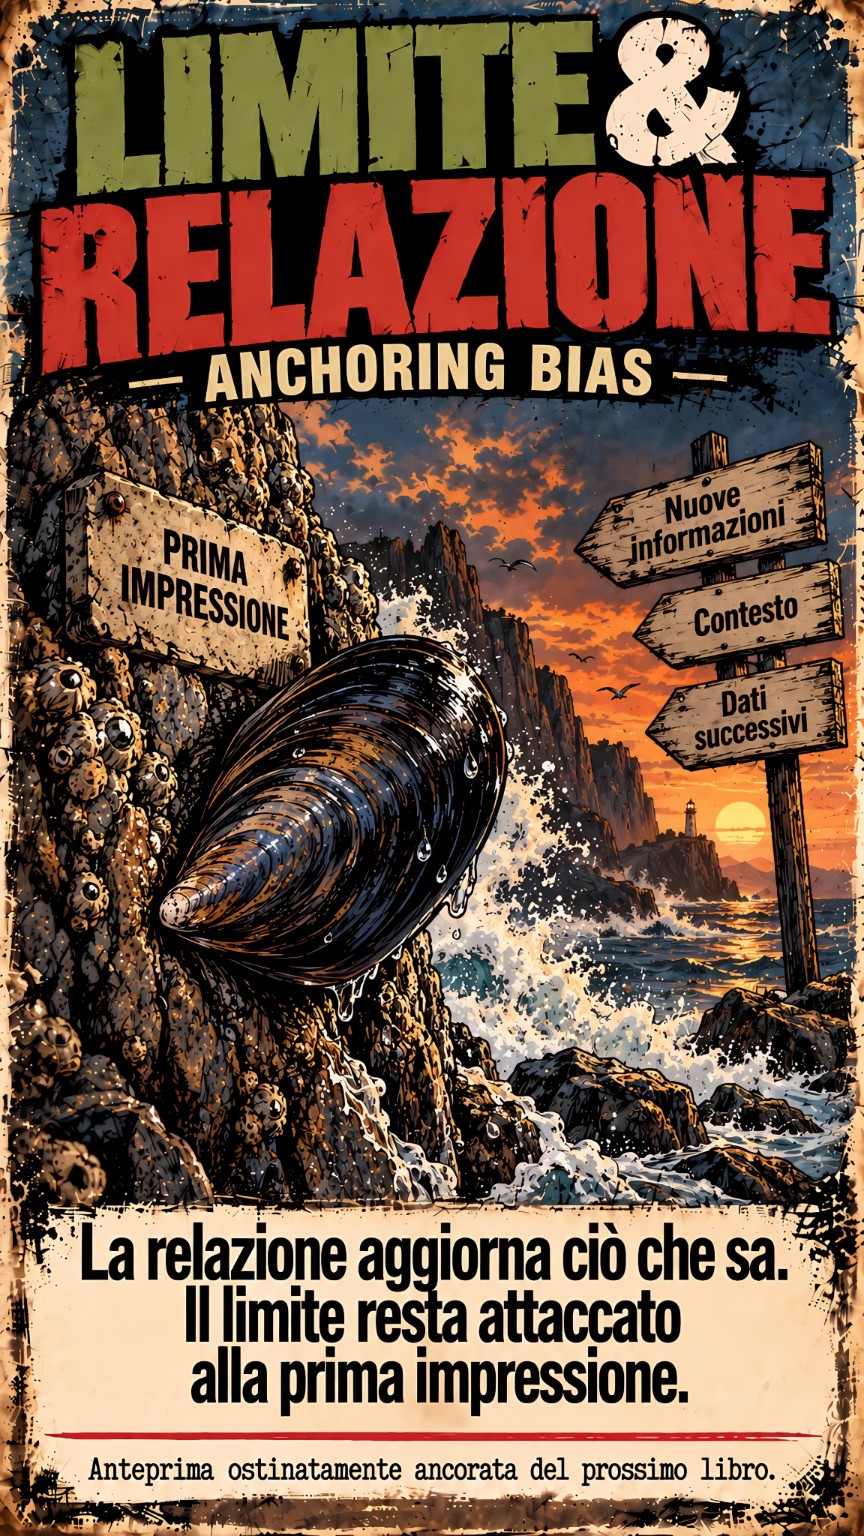 LIMITE &
RELAZIONE
— ANCHORING BIAS —
PRIMA
IMPRESSIONE
Nuove
informazioni
Contesto
Dati
successivi
La relazione aggiorna ciò che sa.
Il limite resta attaccato
alla prima impressione.
Anteprima ostinatamente ancorata del prossimo libro.